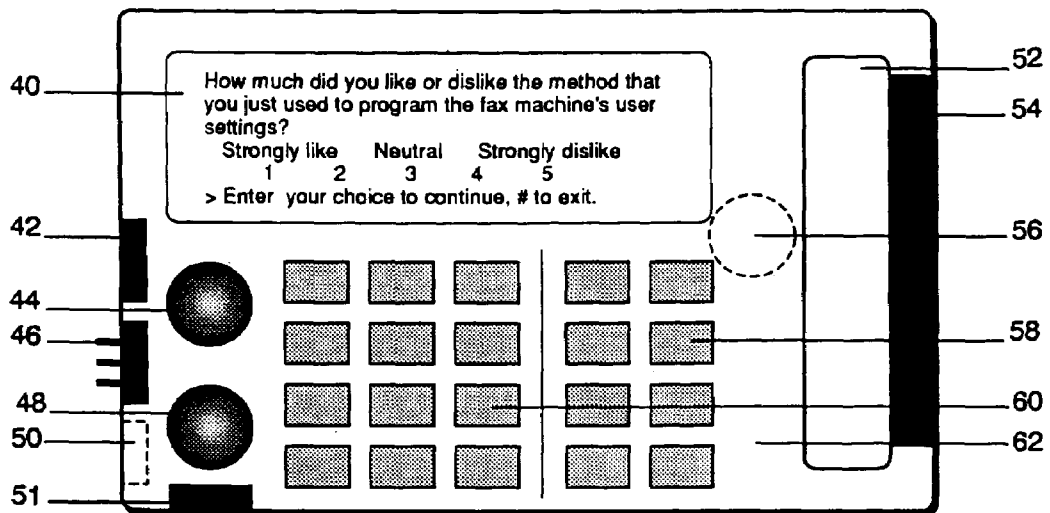 How much did you like or dislike the method that
you just used to program the fax machine's user
settings?
Strongly like Neutral Strongly dislike
1 2 3 4 5
> Enter your choice to continue, # to exit.
40
42
44
46
48
50
51
52
54
56
58
60
62